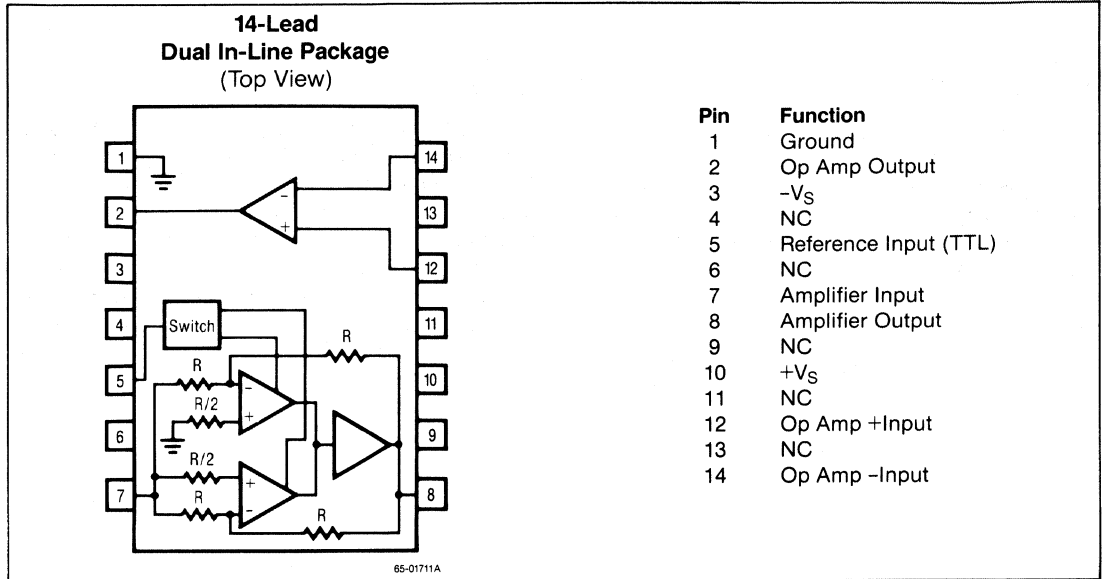 14-Lead
Dual In-Line Package
(Top View)
1
14
2
13
3
12
4
11
5
10
6
9
7
8
Switch
R
R
R/2
R/2
R
R
-
+
-
+
+
-
65-01711A
Pin Function
1 Ground
2 Op Amp Output
3 -VS
4 NC
5 Reference Input (TTL)
6 NC
7 Amplifier Input
8 Amplifier Output
9 NC
10 +VS
11 NC
12 Op Amp +Input
13 NC
14 Op Amp -Input